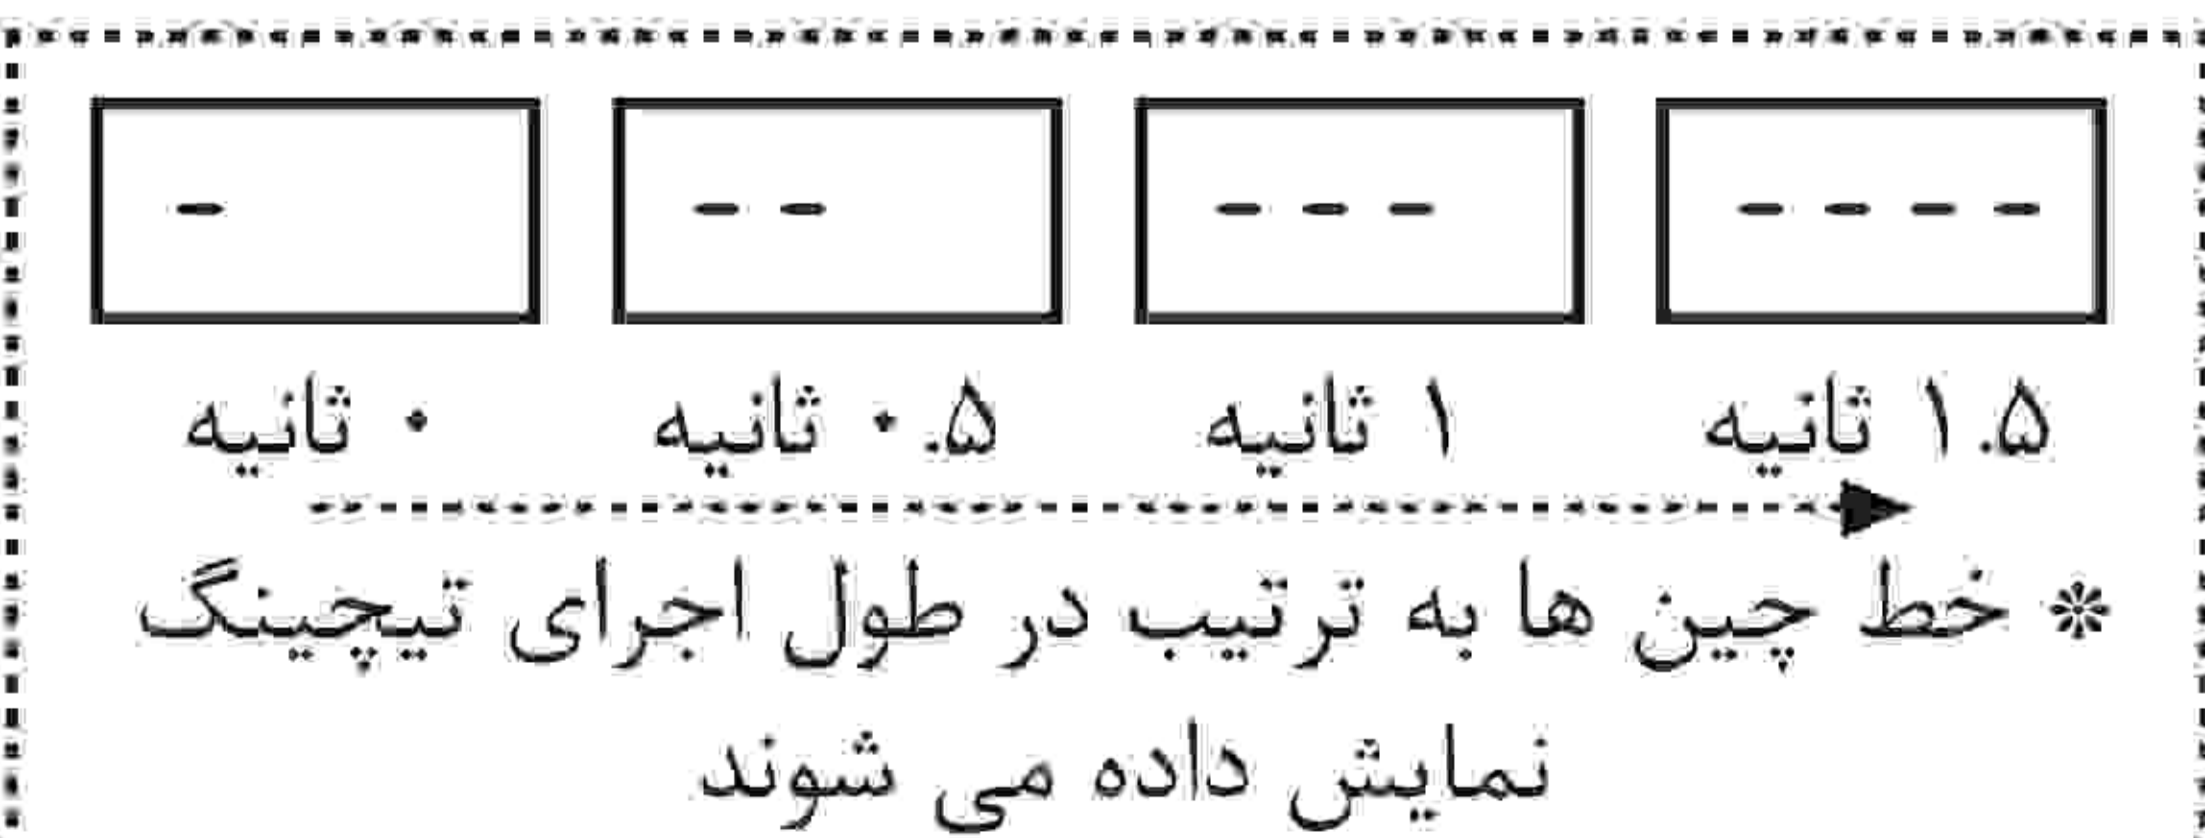 -
- -
- - -
- - - -
۰ ثانیه
۰.۵ ثانیه
۱ ثانیه
۱.۵ ثانیه
* خط چین ها به ترتیب در طول اجرای تیچینگ
نمایش داده می شوند